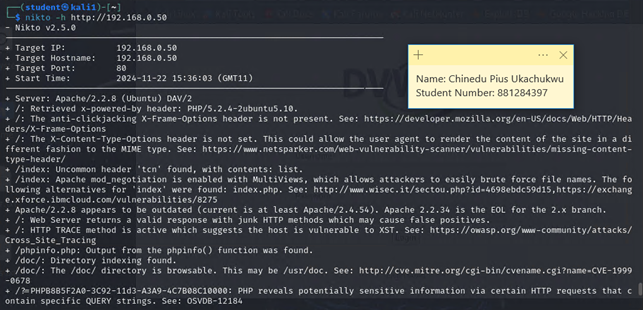 (student㉿kali1)-[~]
$ nikto -h http://192.168.0.50
- Nikto v2.5.0
+ Target IP: 192.168.0.50
+ Target Hostname: 192.168.0.50
+ Target Port: 80
+ Start Time: 2024-11-22 15:36:03 (GMT11)
Name: Chinedu Pius Ukachukwu
Student Number: 881284397
+ Server: Apache/2.2.8 (Ubuntu) DAV/2
+ /: Retrieved x-powered-by header: PHP/5.2.4-2ubuntu5.10.
+ /: The anti-clickjacking X-Frame-Options header is not present. See: https://developer.mozilla.org/en-US/docs/Web/HTTP/Hea
ders/X-Frame-Options
+ /: The X-Content-Type-Options header is not set. This could allow the user agent to render the content of the site in a di
fferent fashion to the MIME type. See: https://www.netsparker.com/web-vulnerability-scanner/vulnerabilities/missing-content-
type-header/
+ /index: Uncommon header 'tcn' found, with contents: list.
+ /index: Apache mod_negotiation is enabled with MultiViews, which allows attackers to easily brute force file names. The fo
llowing alternatives for 'index' were found: index.php. See: http://www.wisec.it/sectou.php?id=4698ebdc59d15,https://exchang
e.xforce.ibmcloud.com/vulnerabilities/8275
+ Apache/2.2.8 appears to be outdated (current is at least Apache/2.4.54). Apache 2.2.34 is the EOL for the 2.x branch.
+ /: Web Server returns a valid response with junk HTTP methods which may cause false positives.
+ /: HTTP TRACE method is active which suggests the host is vulnerable to XST. See: https://owasp.org/www-community/attacks/
Cross_Site_Tracing
+ /phpinfo.php: Output from the phpinfo() function was found.
+ /doc/: Directory indexing found.
+ /doc/: The /doc/ directory is browsable. This may be /usr/doc. See: http://cve.mitre.org/cgi-bin/cvename.cgi?name=CVE-1999
-0678
+ /?=PHPB8B5F2A0-3C92-11d3-A3A9-4C7B08C10000: PHP reveals potentially sensitive information via certain HTTP requests that c
ontain specific QUERY strings. See: OSVDB-12184